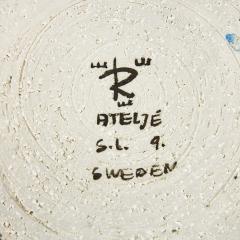 R
ATELJÉ
S.L. 9.
SWEDEN